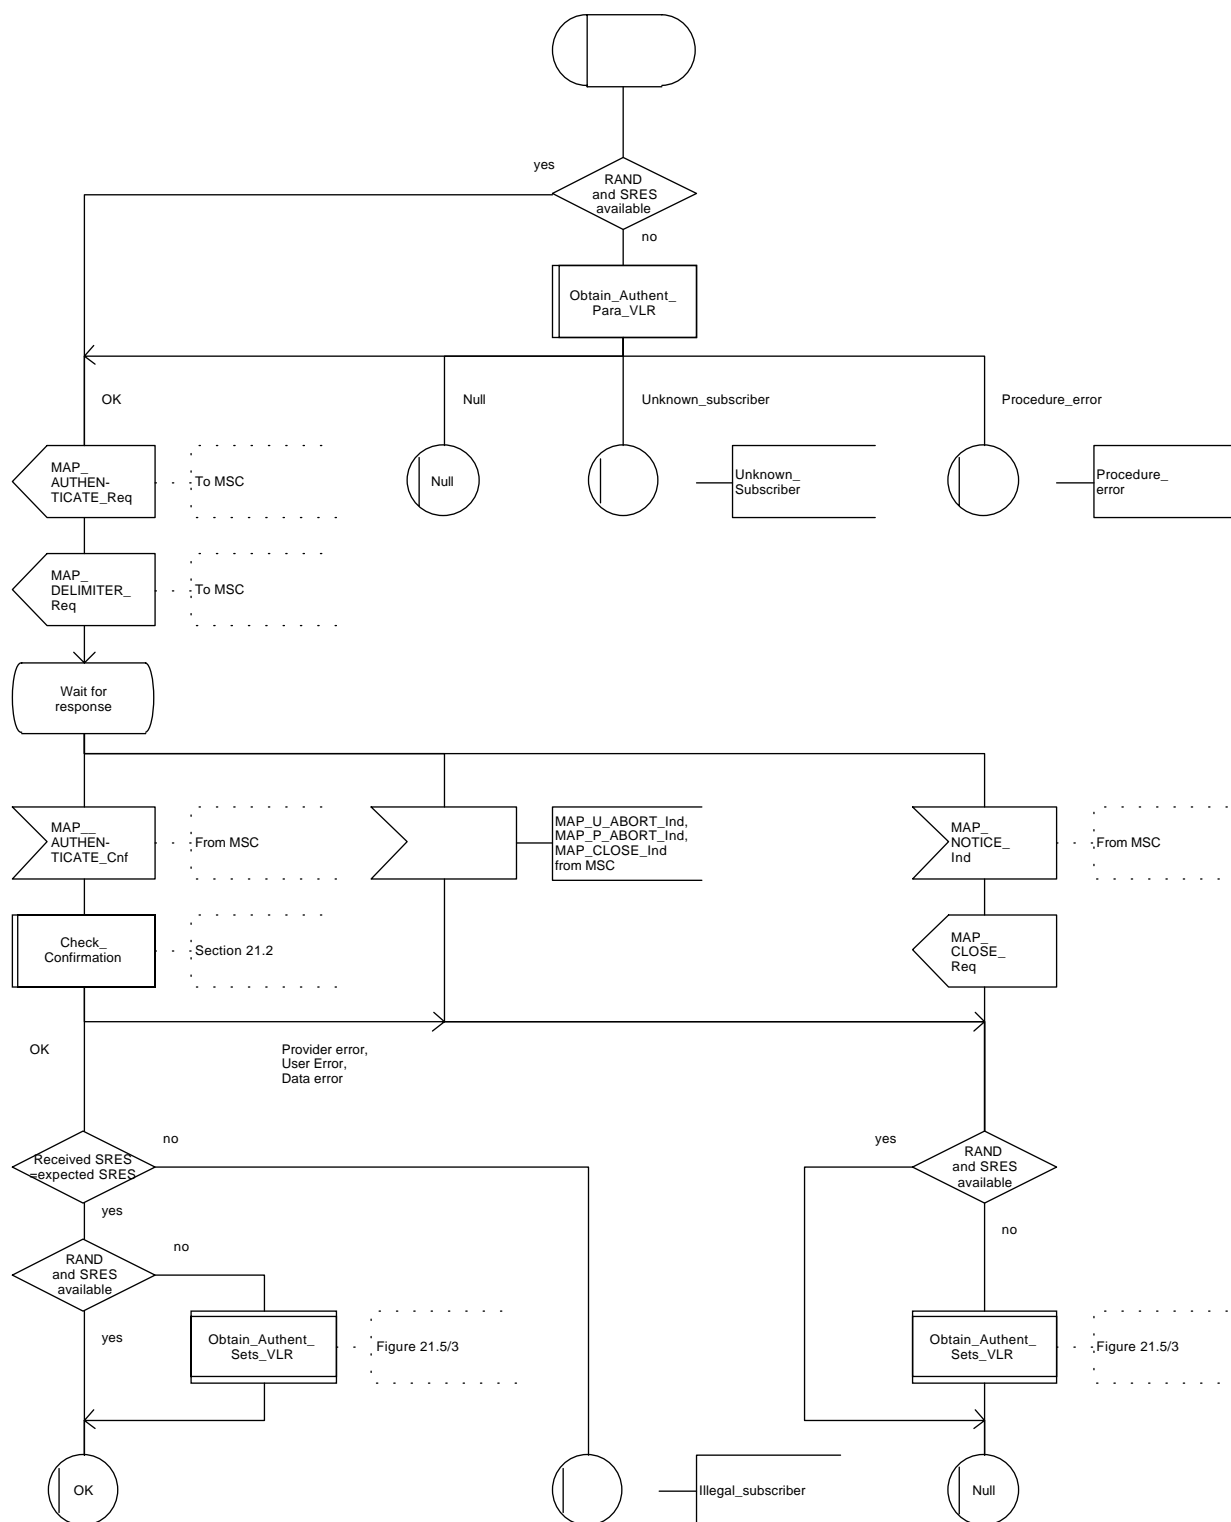 yes
RAND
and SRES
available
no
Obtain_Authent_
Para_VLR
OK
Null
Unknown_subscriber
Procedure_error
MAP_
AUTHEN-
TICATE_Req
To MSC
Null
Unknown_
Subscriber
Procedure_
error
MAP_
DELIMITER_
Req
To MSC
Wait for
response
MAP__
AUTHEN-
TICATE_Cnf
From MSC
MAP_U_ABORT_Ind,
MAP_P_ABORT_Ind,
MAP_CLOSE_Ind
from MSC
MAP_
NOTICE_
Ind
From MSC
Check_
Confirmation
Section 21.2
MAP_
CLOSE_
Req
OK
Provider error,
User Error,
Data error
no
yes
Received SRES
=expected SRES
RAND
and SRES
available
yes
no
no
RAND
and SRES
available
yes
Obtain_Authent_
Sets_VLR
Figure 21.5/3
Obtain_Authent_
Sets_VLR
Figure 21.5/3
OK
Illegal_subscriber
Null